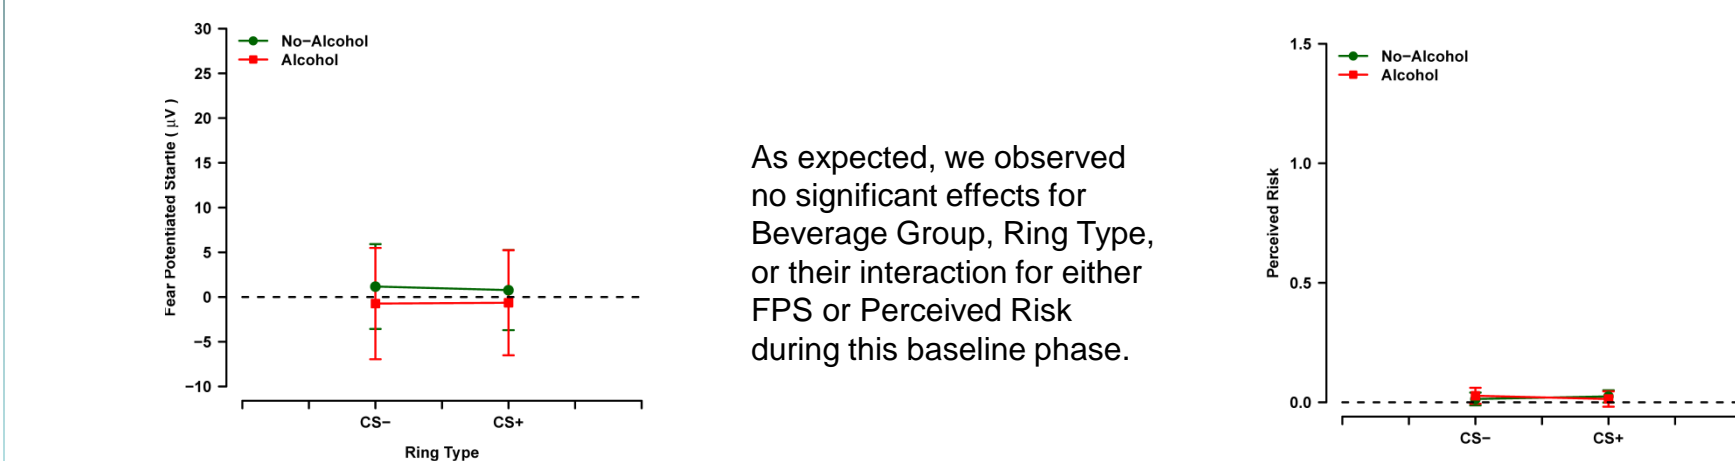 30
25
20
15
10
5
0
−5
−10
Fear Potentiated Startle ( µV )
No−Alcohol
Alcohol
CS− CS+
Ring Type
As expected, we observed
no significant effects for
Beverage Group, Ring Type,
or their interaction for either
FPS or Perceived Risk
during this baseline phase.
1.5
1.0
0.5
0.0
Perceived Risk
No−Alcohol
Alcohol
CS− CS+